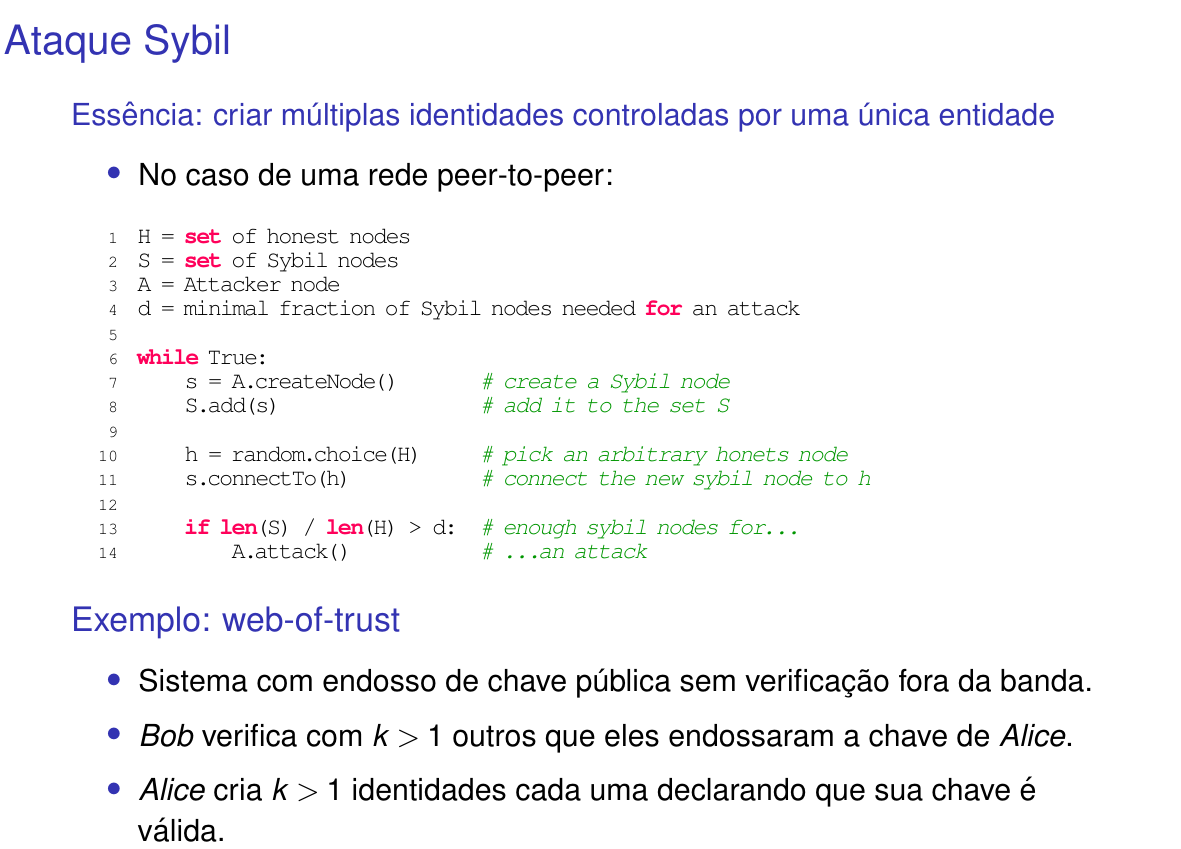 Ataque Sybil
Essência: criar múltiplas identidades controladas por uma única entidade
• No caso de uma rede peer-to-peer:
1 H = set of honest nodes
2 S = set of Sybil nodes
3 A = Attacker node
4 d = minimal fraction of Sybil nodes needed for an attack
5
6 while True:
7     s = A.createNode()       # create a Sybil node
8     S.add(s)                 # add it to the set S
9
10     h = random.choice(H)     # pick an arbitrary honets node
11     s.connectTo(h)           # connect the new sybil node to h
12
13     if len(S) / len(H) > d:  # enough sybil nodes for...
14         A.attack()           # ...an attack
Exemplo: web-of-trust
• Sistema com endosso de chave pública sem verificação fora da banda.
• Bob verifica com k > 1 outros que eles endossaram a chave de Alice.
• Alice cria k > 1 identidades cada uma declarando que sua chave é
válida.